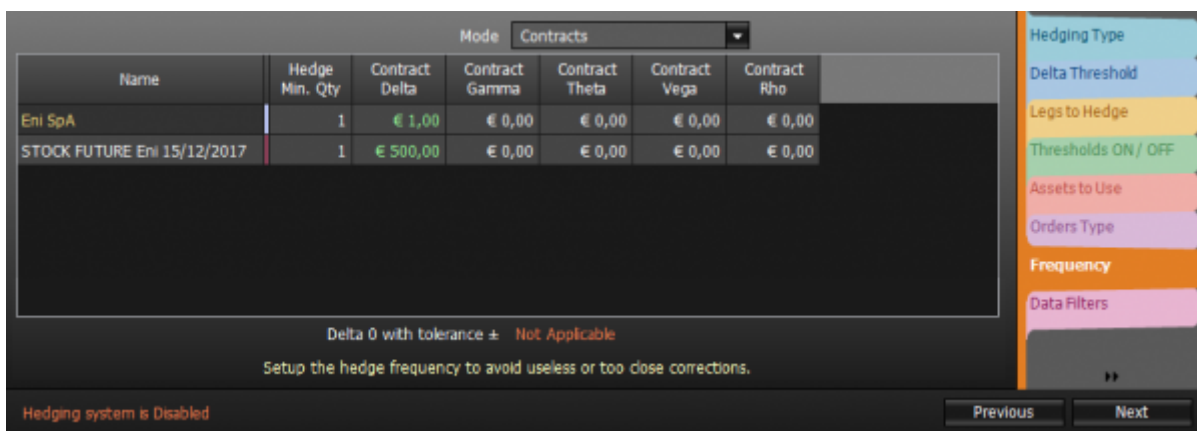 Mode Contracts
Name Hedge Min. Qty Contract Delta Contract Gamma Contract Theta Contract Vega Contract Rho
Eni SpA 1 € 1,00 € 0,00 € 0,00 € 0,00 € 0,00
STOCK FUTURE Eni 15/12/2017 1 € 500,00 € 0,00 € 0,00 € 0,00 € 0,00
Delta 0 with tolerance ± Not Applicable
Setup the hedge frequency to avoid useless or too close corrections.
Hedging system is Disabled
Previous Next
Hedging Type
Delta Threshold
Legs to Hedge
Thresholds ON / OFF
Assets to Use
Orders Type
Frequency
Data Filters